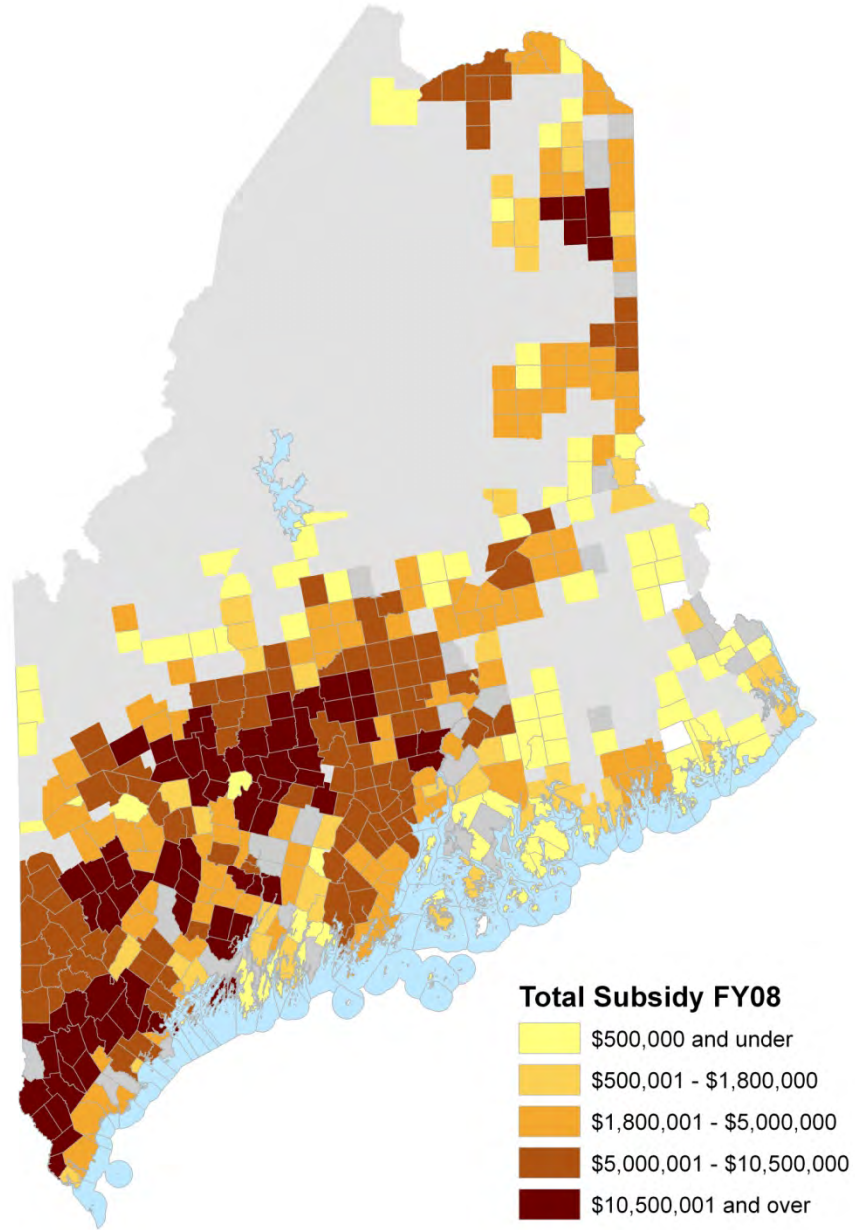 Total Subsidy FY08
$500,000 and under
$500,001 - $1,800,000
$1,800,001 - $5,000,000
$5,000,001 - $10,500,000
$10,500,001 and over